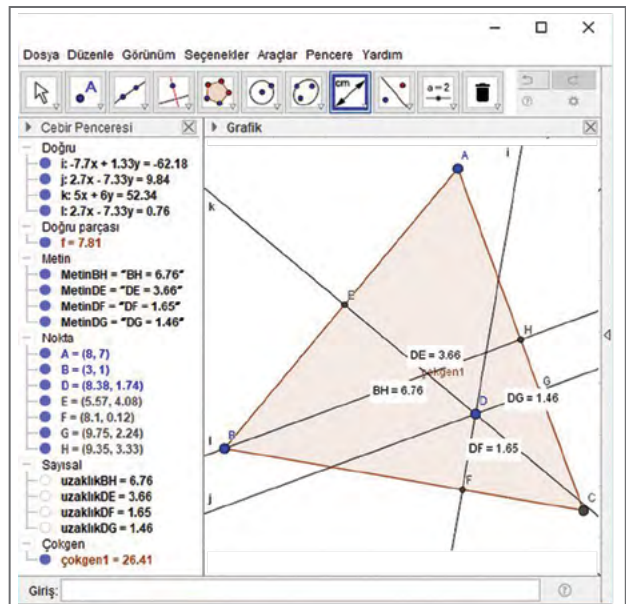 Dosya Düzenle Görünüm Seçenekler Araçlar Pencere Yardım
A
cm
a=2
Cebir Penceresi
Doğru
i: -7.7x + 1.33y = -62.18
j: 2.7x - 7.33y = 9.84
k: 5x + 6y = 52.34
l: 2.7x - 7.33y = 0.76
Doğru parçası
f = 7.81
Metin
MetinBH = "BH = 6.76"
MetinDE = "DE = 3.66"
MetinDF = "DF = 1.65"
MetinDG = "DG = 1.46"
Nokta
A = (8, 7)
B = (3, 1)
D = (8.38, 1.74)
E = (5.57, 4.08)
F = (8.1, 0.12)
G = (9.75, 2.24)
H = (9.35, 3.33)
Sayısal
uzaklıkBH = 6.76
uzaklıkDE = 3.66
uzaklıkDF = 1.65
uzaklıkDG = 1.46
Çokgen
çokgen1 = 26.41
Grafik
A
i
k
E
H
DE = 3.66
çokgen1
G
BH = 6.76
DG = 1.46
D
l
B
DF = 1.65
F
j
C
Giriş: